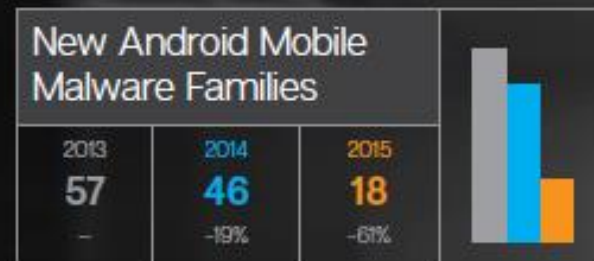 New Android Mobile
Malware Families
2013 2014 2015
57 46 18
– -19% -61%